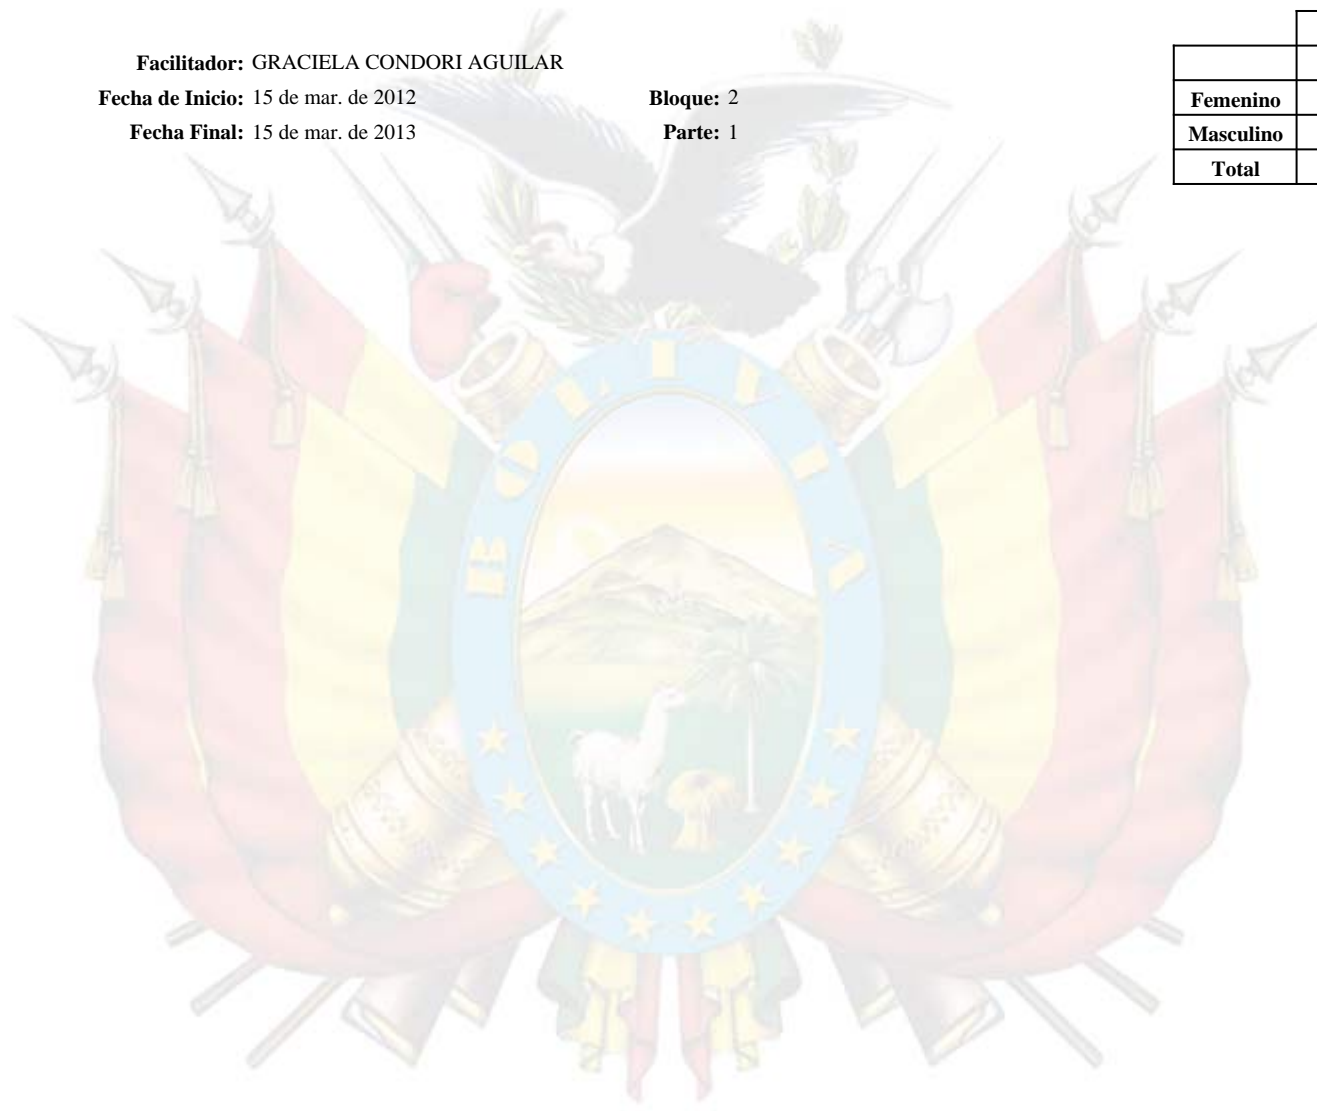 Facilitador: GRACIELA CONDORI AGUILAR
Fecha de Inicio: 15 de mar. de 2012 Bloque: 2
Fecha Final: 15 de mar. de 2013 Parte: 1
Femenino
Masculino
Total
BOLIVIA